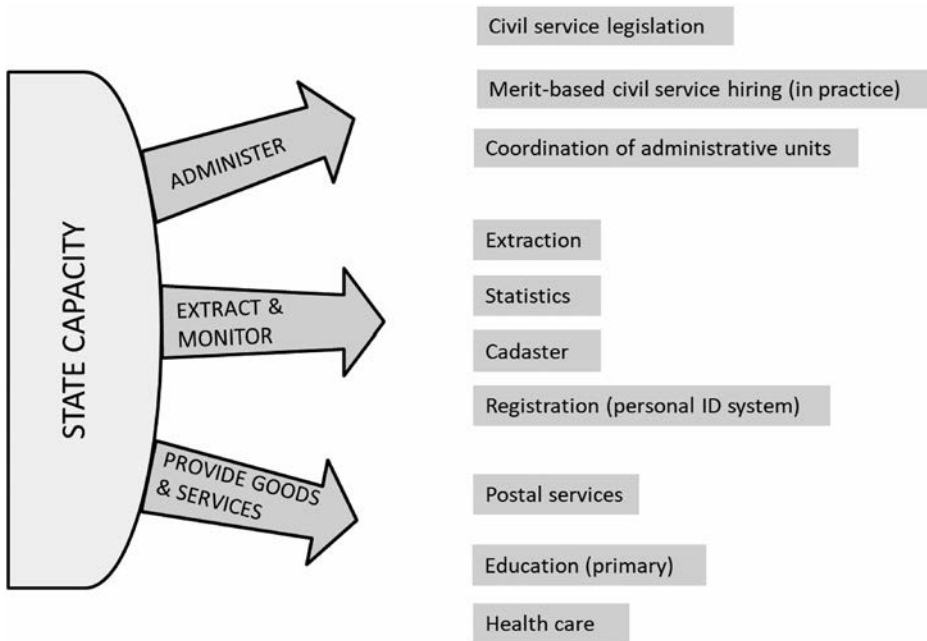 STATE CAPACITY
ADMINISTER
Civil service legislation
Merit-based civil service hiring (in practice)
Coordination of administrative units
EXTRACT &
MONITOR
Extraction
Statistics
Cadaster
Registration (personal ID system)
PROVIDE GOODS
& SERVICES
Postal services
Education (primary)
Health care